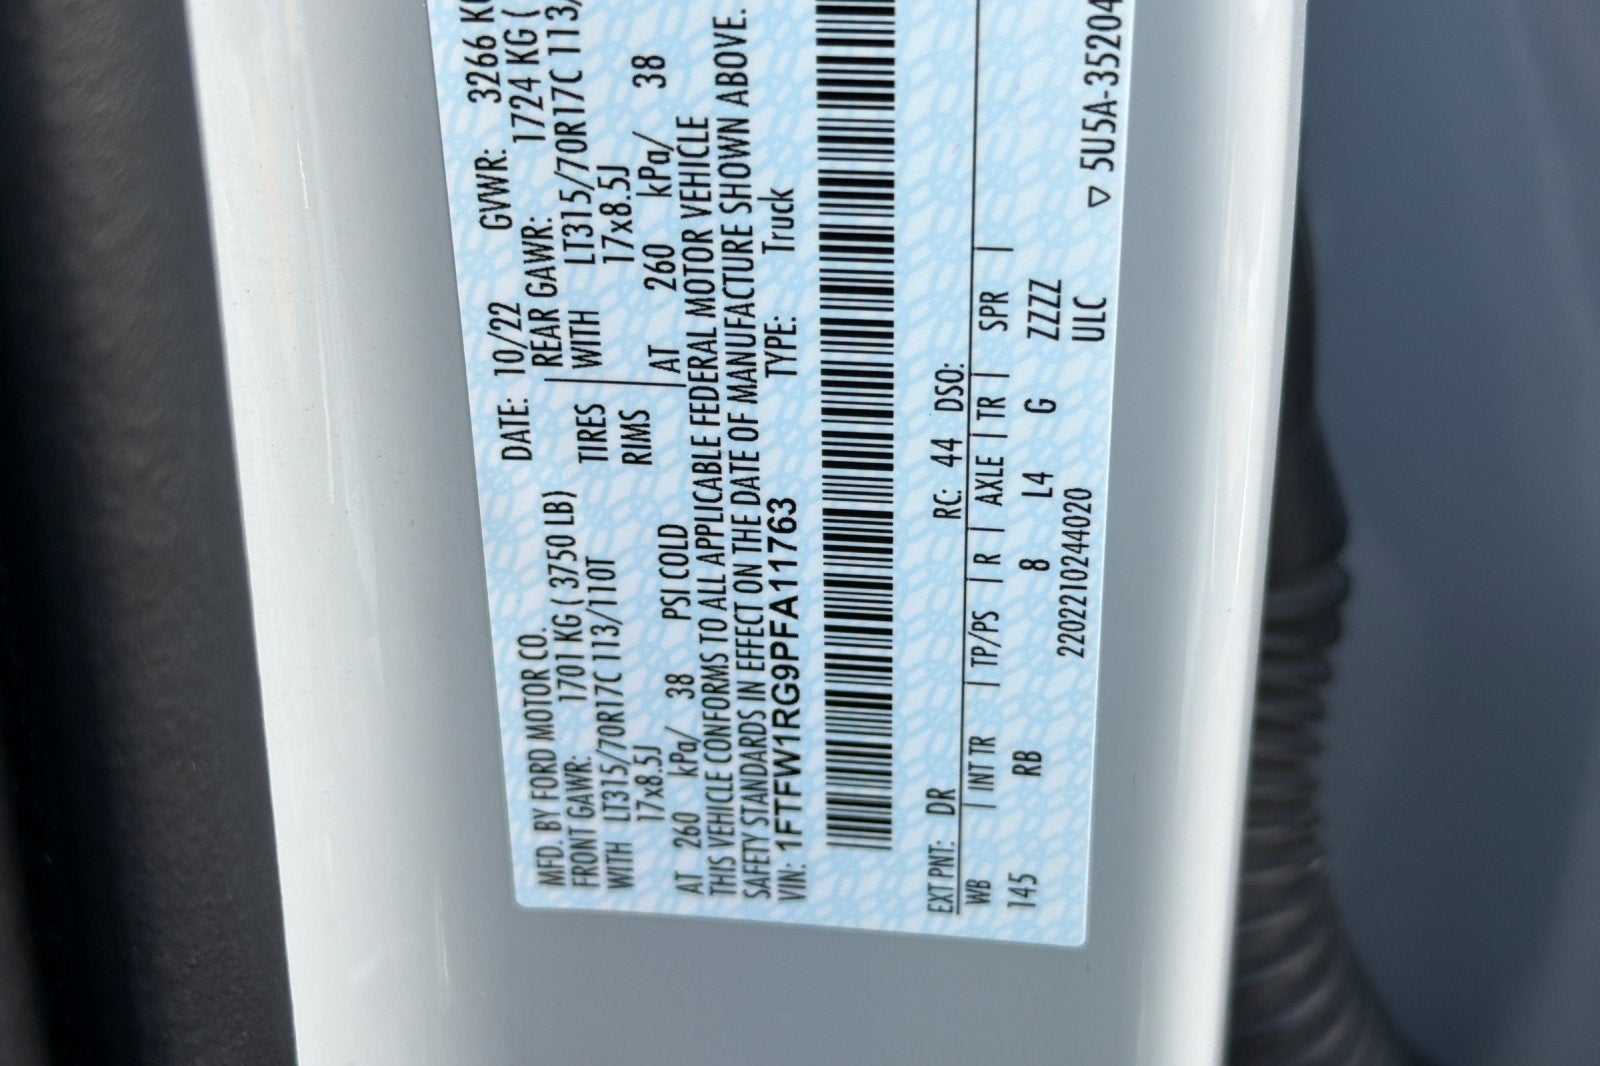 MFD. BY FORD MOTOR CO.
DATE: 10/22 GVWR: 3266
FRONT GAWR: 1701 KG ( 3750 LB)
REAR GAWR: 1724 KG (
WITH LT315/70R17C 113/110T
TIRES WITH LT315/70R17C 113/
17x8.5J
RIMS 17x8.5J
AT 260 kPa/ 38 PSI COLD
AT 260 kPa/ 38
THIS VEHICLE CONFORMS TO ALL APPLICABLE FEDERAL MOTOR VEHICLE
SAFETY STANDARDS IN EFFECT ON THE DATE OF MANUFACTURE SHOWN ABOVE.
VIN: 1FTFW1RG9PFA11763
TYPE: Truck
EXT PNT: DR RC: 44 DSO:
WB | INT TR | TP/PS | R | AXLE | TR | SPR |
145 RB 8 L4 G ZZZZ
22022102440​20 ULC
▽ 5U5A-35204